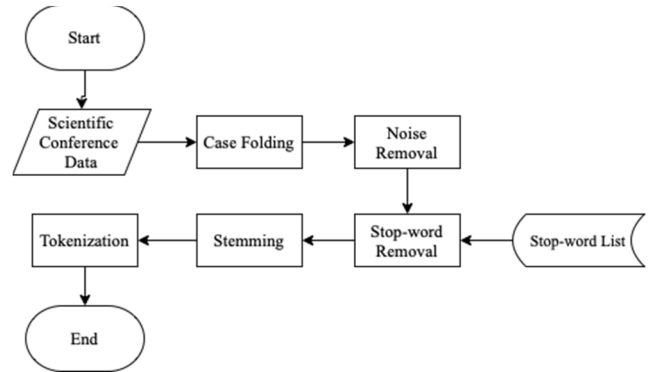 Start
Scientific
Conference
Data
Case Folding
Noise
Removal
Tokenization
Stemming
Stop-word
Removal
Stop-word List
End